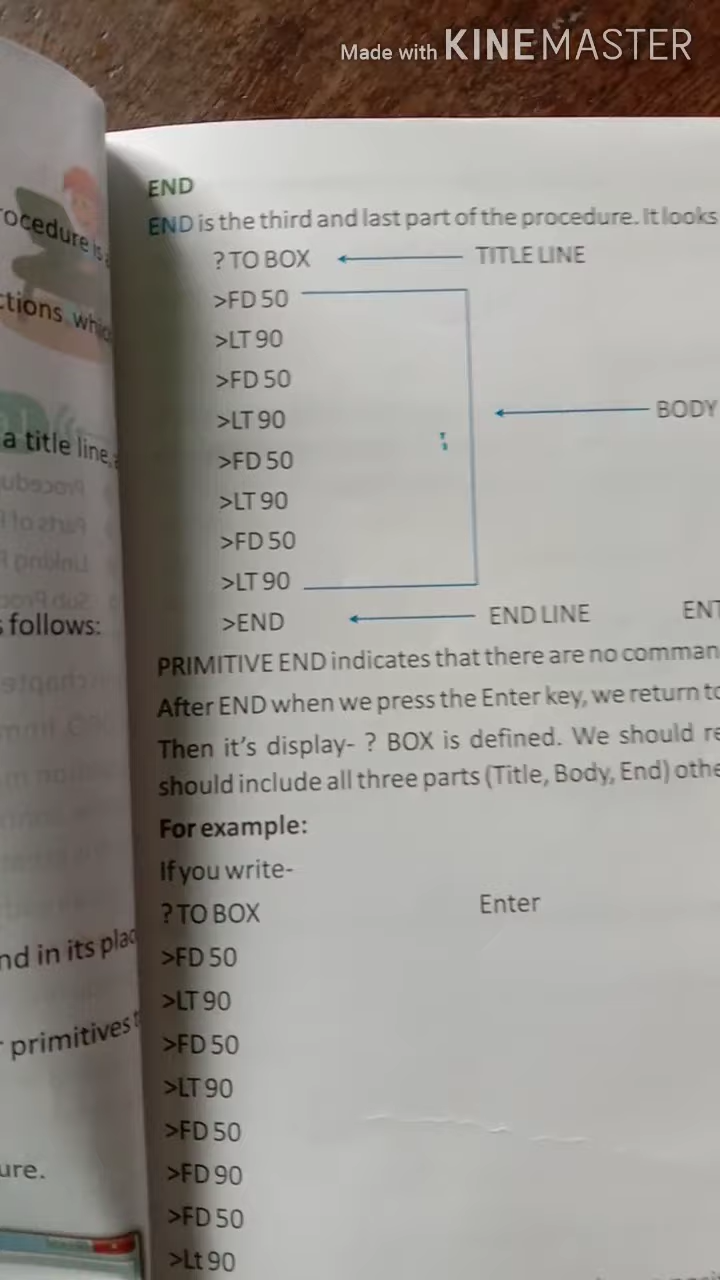 Made with KINEMASTER
rocedure is
ctions, which
a title line,
s follows:
nd in its plac
primitives
ure.
END
END is the third and last part of the procedure. It looks
? TO BOX TITLE LINE
>FD 50
>LT 90
>FD 50
>LT 90 BODY
>FD 50
>LT 90
>FD 50
>LT 90
>END END LINE ENT
PRIMITIVE END indicates that there are no comman
After END when we press the Enter key, we return to
Then it's display- ? BOX is defined. We should re
should include all three parts (Title, Body, End) othe
For example:
If you write-
? TO BOX Enter
>FD 50
>LT 90
>FD 50
>LT 90
>FD 50
>FD 90
>FD 50
>Lt 90